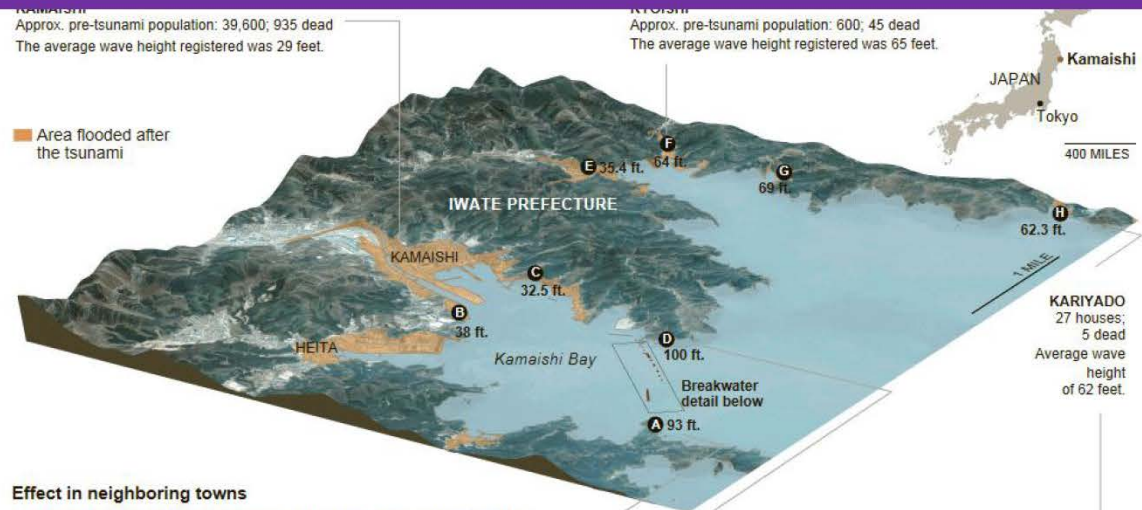 KAMAISHI
Approx. pre-tsunami population: 39,600; 935 dead
The average wave height registered was 29 feet.
RYOISHI
Approx. pre-tsunami population: 600; 45 dead
The average wave height registered was 65 feet.
JAPAN
Kamaishi
Tokyo
400 MILES
Area flooded after
the tsunami
E 35.4 ft.
F
64 ft.
G
69 ft.
H
62.3 ft.
IWATE PREFECTURE
KAMAISHI
C
32.5 ft.
B
38 ft.
HEITA
Kamaishi Bay
D
100 ft.
Breakwater
detail below
A 93 ft.
1 MILE
KARIYADO
27 houses;
5 dead
Average wave
height
of 62 feet.
Effect in neighboring towns